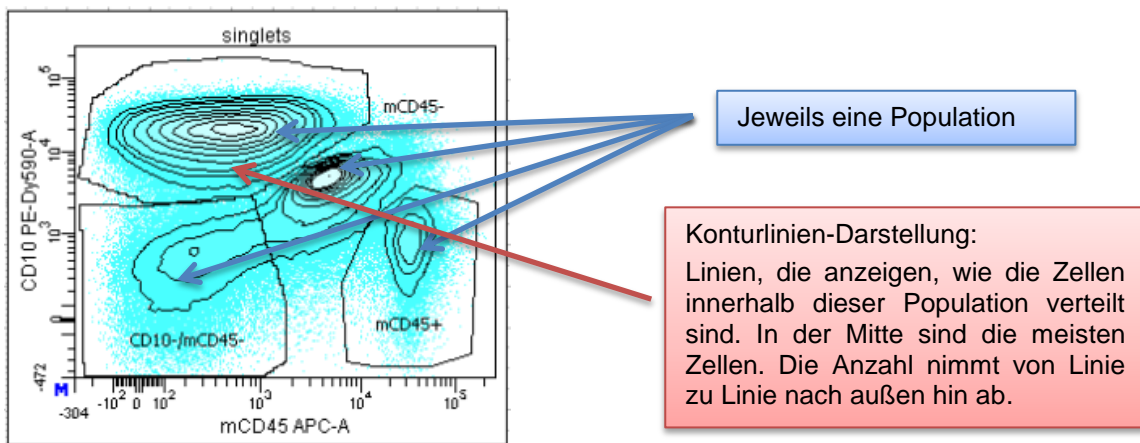 singlets
mCD45-
mCD45+
CD10-/mCD45-
CD10 PE-Dy590-A
10^5
10^4
10^3
0
-472
M
-304
-10^2 0 10^2 10^3 10^4 10^5
mCD45 APC-A
Jeweils eine Population
Konturlinien-Darstellung:
Linien, die anzeigen, wie die Zellen
innerhalb dieser Population verteilt
sind. In der Mitte sind die meisten
Zellen. Die Anzahl nimmt von Linie
zu Linie nach außen hin ab.